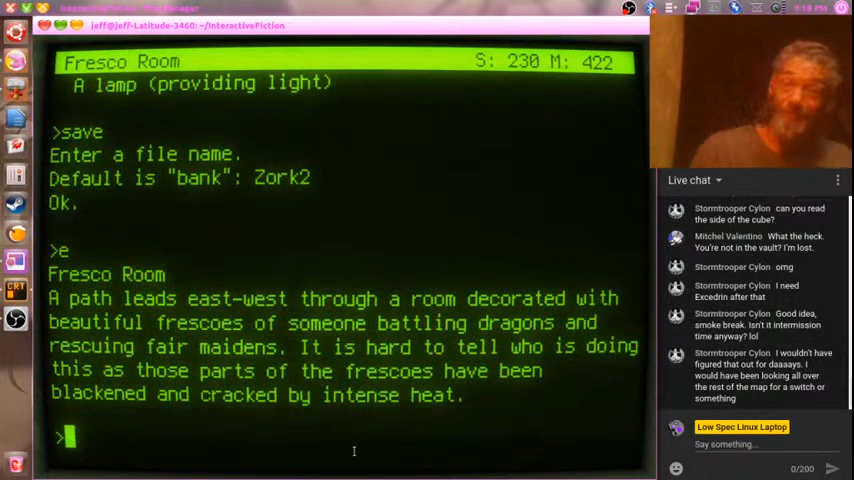 jeff@jeff-Latitude-3460: ~/InteractiveFiction
3:13 PM
Fresco Room S: 230 M: 422
A lamp (providing light)
>save
Enter a file name.
Default is "bank": Zork2
Ok.
>e
Fresco Room
A path leads east-west through a room decorated with
beautiful frescoes of someone battling dragons and
rescuing fair maidens. It is hard to tell who is doing
this as those parts of the frescoes have been
blackened and cracked by intense heat.
>
CRT
Live chat
Stormtrooper Cylon can you read
the side of the cube?
Mitchel Valentino What the heck.
You're not in the vault? I'm lost.
Stormtrooper Cylon omg
Stormtrooper Cylon I need
Excedrin after that
Stormtrooper Cylon Good idea,
smoke break. Isn't it intermission
time anyway? lol
Stormtrooper Cylon I wouldn't have
figured that out for daaaays. I
would have been looking all over
the rest of the map for a switch or
something
Low Spec Linux Laptop
Say something...
0/200